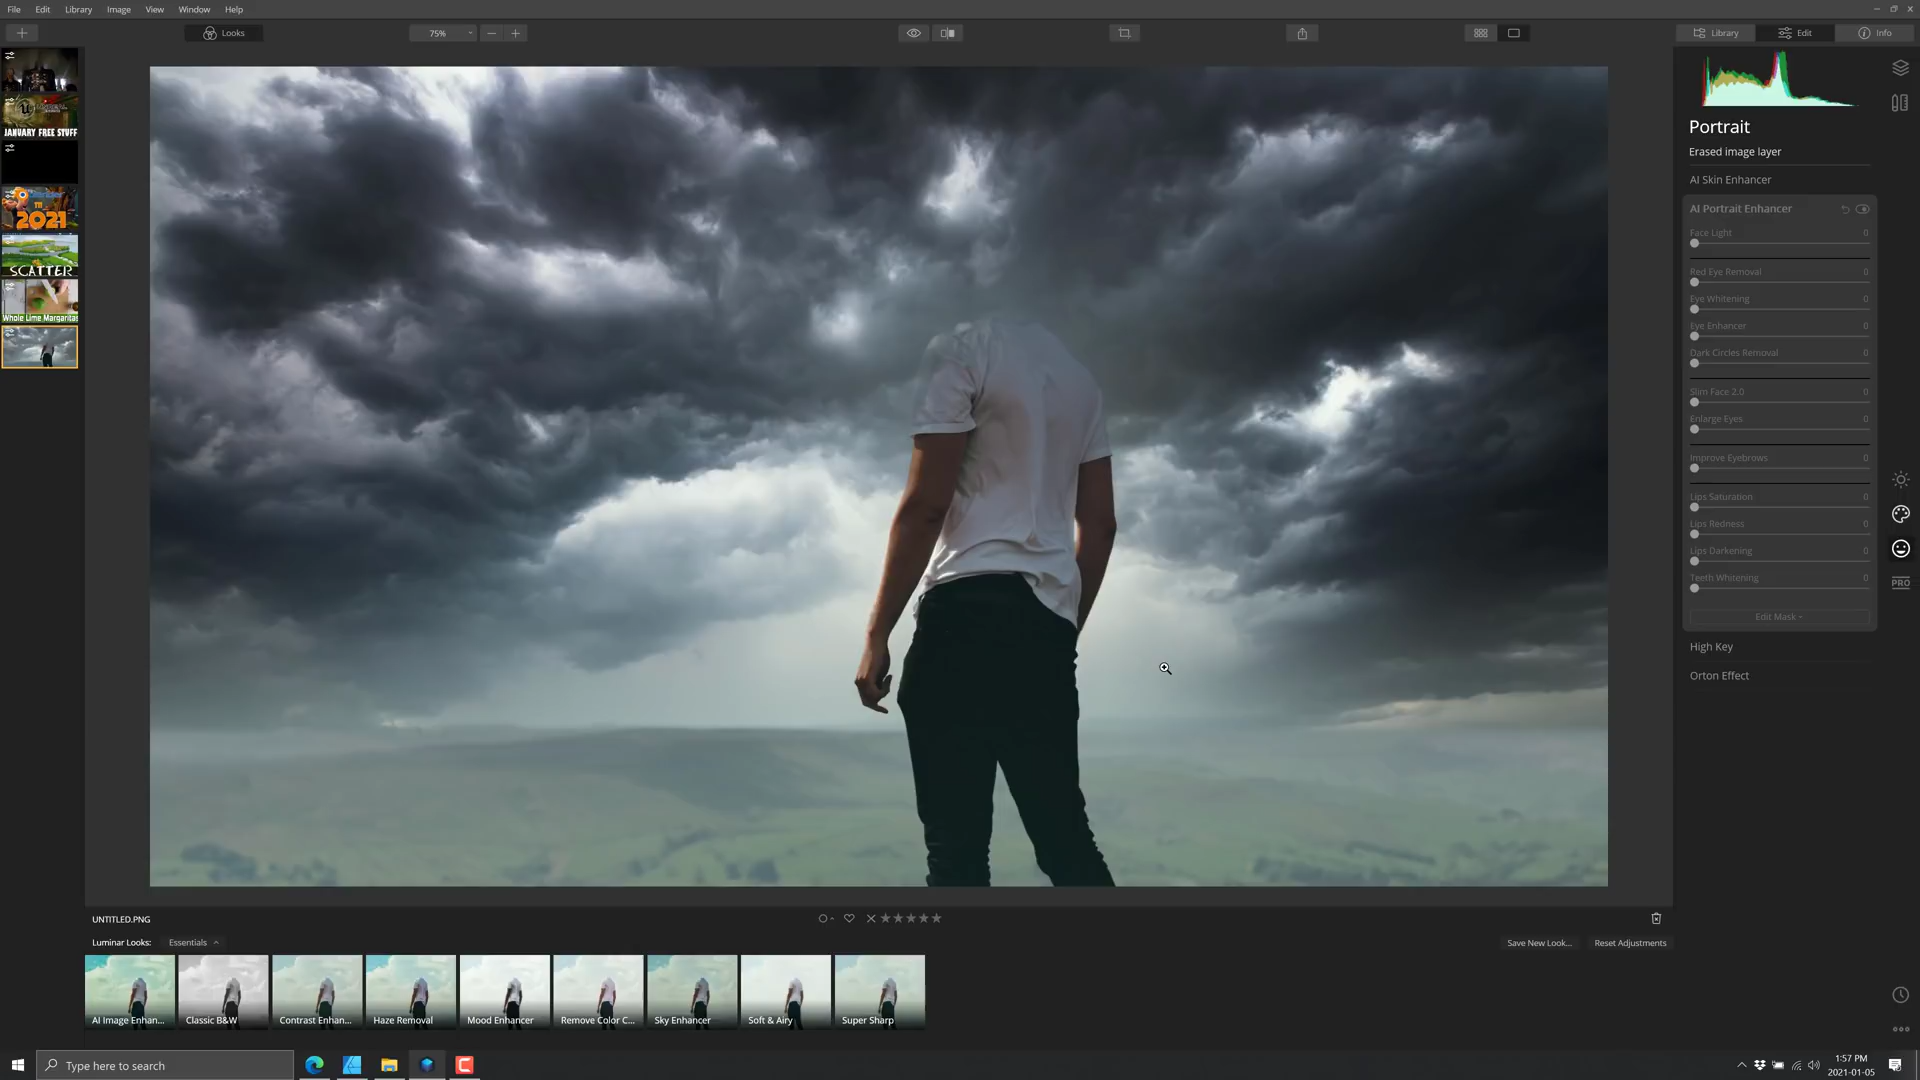 File Edit Library Image View Window Help
Looks
75%
Library Edit Info
JANUARY FREE STUFF
2021
SCATTER
Whole Lime Margaritas
Portrait
Erased image layer
AI Skin Enhancer
AI Portrait Enhancer
Face Light 0
Red Eye Removal 0
Eye Whitening 0
Eye Enhancer 0
Dark Circles Removal 0
Slim Face 2.0 0
Enlarge Eyes 0
Improve Eyebrows 0
Lips Saturation 0
Lips Redness 0
Lips Darkening 0
Teeth Whitening 0
Edit Mask
PRO
High Key
Orton Effect
UNTITLED.PNG
Luminar Looks: Essentials
Save New Look... Reset Adjustments
AI Image Enhan...
Classic B&W
Contrast Enhan...
Haze Removal
Mood Enhancer
Remove Color C...
Sky Enhancer
Soft & Airy
Super Sharp
Type here to search
1:57 PM
2021-01-05